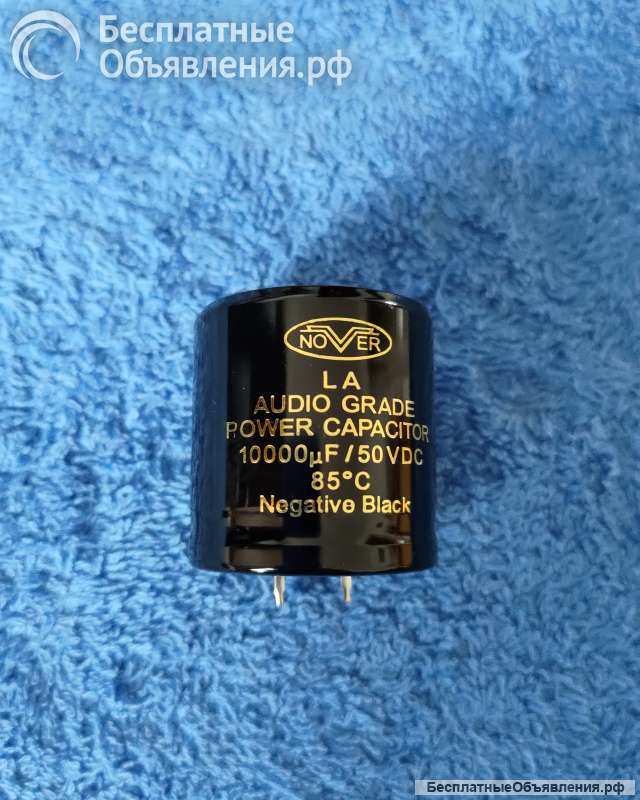 Бесплатные
Объявления.рф
NOVER
LA
AUDIO GRADE
POWER CAPACITOR
10000µF/50VDC
85°C
Negative Black
БесплатныеОбъявления.рф